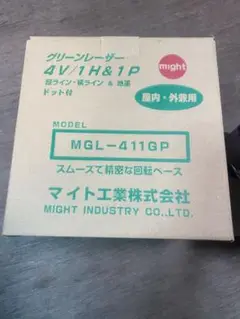 グリーンレーザー
4V/1H&1P
縦ライン・横ライン & 地墨
ドット付
might
屋内・外兼用
MODEL
MGL-411GP
スムーズで精密な回転ベース
マイト工業株式会社
MIGHT INDUSTRY CO.,LTD.